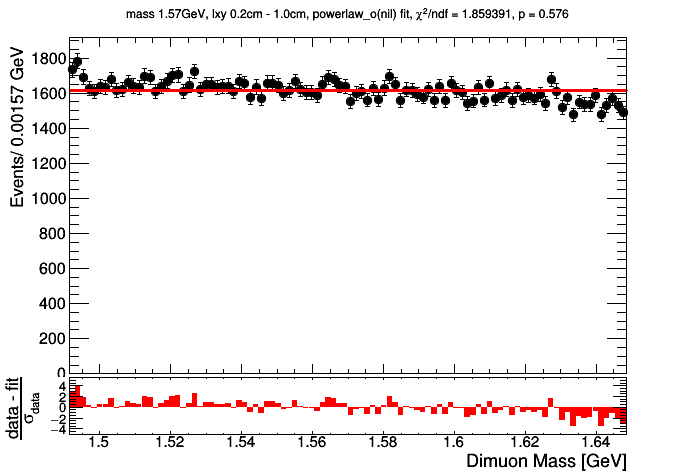 mass 1.57GeV, lxy 0.2cm - 1.0cm, powerlaw_o(nil) fit, χ²/ndf = 1.859391, p = 0.576
Events/ 0.00157 GeV
1800
1600
1400
1200
1000
800
600
400
200
0
data - fit
σdata
4
2
0
−2
−4
1.5 1.52 1.54 1.56 1.58 1.6 1.62 1.64
Dimuon Mass [GeV]